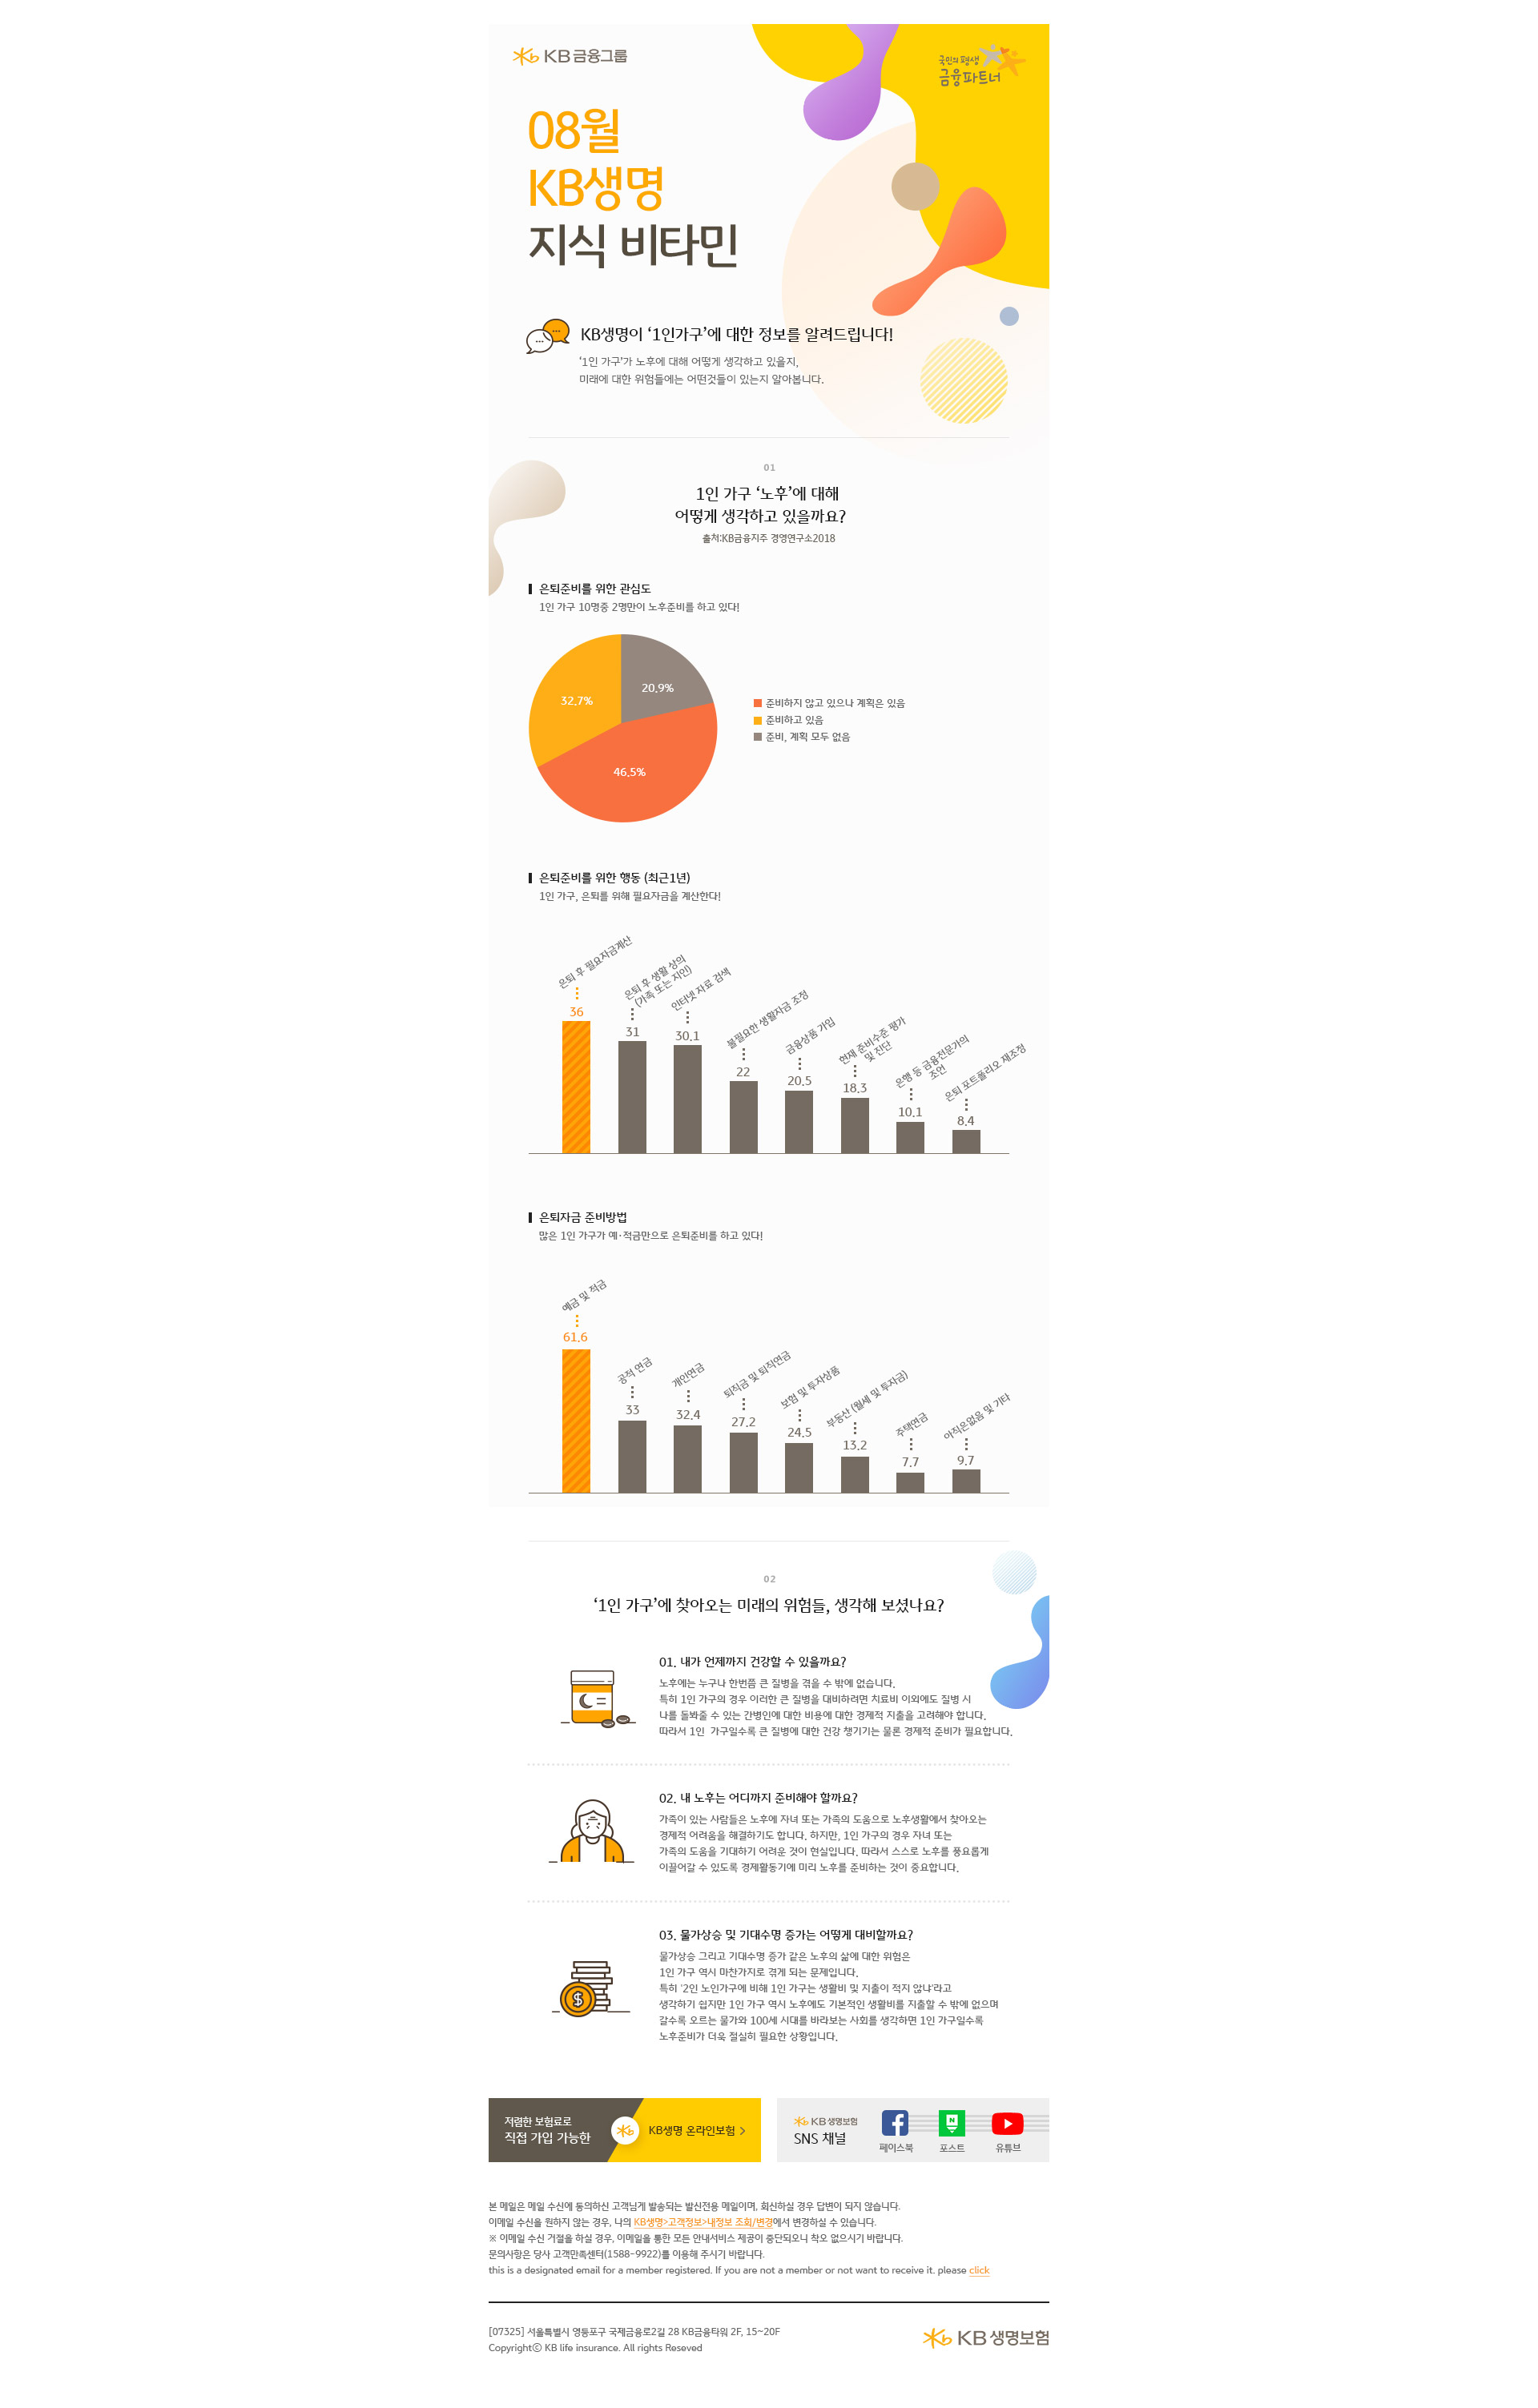 KB금융그룹
국민의 평생
금융파트너
08월
KB생명
지식 비타민
KB생명이 ‘1인가구’에 대한 정보를 알려드립니다!
‘1인 가구’가 노후에 대해 어떻게 생각하고 있을지,
미래에 대한 위험들에는 어떤것들이 있는지 알아봅니다.
01
1인 가구 ‘노후’에 대해
어떻게 생각하고 있을까요?
출처:KB금융지주 경영연구소2018
은퇴준비를 위한 관심도
1인 가구 10명중 2명만이 노후준비를 하고 있다!
32.7%
20.9%
46.5%
준비하지 않고 있으나 계획은 있음
준비하고 있음
준비, 계획 모두 없음
은퇴준비를 위한 행동 (최근1년)
1인 가구, 은퇴를 위해 필요자금을 계산한다!
은퇴 후 필요자금계산
36
은퇴 후 생활 상의
(가족 또는 지인)
31
인터넷 자료 검색
30.1
불필요한 생활자금 조정
22
금융상품 가입
20.5
현재 준비수준 평가
및 진단
18.3
은행 등 금융전문가의
조언
10.1
은퇴 포트폴리오 재조정
8.4
은퇴자금 준비방법
많은 1인 가구가 예·적금만으로 은퇴준비를 하고 있다!
예금 및 적금
61.6
공적 연금
33
개인연금
32.4
퇴직금 및 퇴직연금
27.2
보험 및 투자상품
24.5
부동산 (월세 및 투자금)
13.2
주택연금
7.7
아직은없음 및 기타
9.7
02
‘1인 가구’에 찾아오는 미래의 위험들, 생각해 보셨나요?
01. 내가 언제까지 건강할 수 있을까요?
노후에는 누구나 한번쯤 큰 질병을 겪을 수 밖에 없습니다.
특히 1인 가구의 경우 이러한 큰 질병을 대비하려면 치료비 이외에도 질병 시
나를 돌봐줄 수 있는 간병인에 대한 비용에 대한 경제적 지출을 고려해야 합니다.
따라서 1인 가구일수록 큰 질병에 대한 건강 챙기기는 물론 경제적 준비가 필요합니다.
02. 내 노후는 어디까지 준비해야 할까요?
가족이 있는 사람들은 노후에 자녀 또는 가족의 도움으로 노후생활에서 찾아오는
경제적 어려움을 해결하기도 합니다. 하지만, 1인 가구의 경우 자녀 또는
가족의 도움을 기대하기 어려운 것이 현실입니다. 따라서 스스로 노후를 풍요롭게
이끌어갈 수 있도록 경제활동기에 미리 노후를 준비하는 것이 중요합니다.
03. 물가상승 및 기대수명 증가는 어떻게 대비할까요?
물가상승 그리고 기대수명 증가 같은 노후의 삶에 대한 위험은
1인 가구 역시 마찬가지로 겪게 되는 문제입니다.
특히 '2인 노인가구에 비해 1인 가구는 생활비 및 지출이 적지 않냐'라고
생각하기 쉽지만 1인 가구 역시 노후에도 기본적인 생활비를 지출할 수 밖에 없으며
갈수록 오르는 물가와 100세 시대를 바라보는 사회를 생각하면 1인 가구일수록
노후준비가 더욱 절실히 필요한 상황입니다.
저렴한 보험료로
직접 가입 가능한
KB생명 온라인보험 >
KB생명보험
SNS 채널
페이스북
포스트
유튜브
본 메일은 메일 수신에 동의하신 고객님게 발송되는 발신전용 메일이며, 회신하실 경우 답변이 되지 않습니다.
이메일 수신을 원하지 않는 경우, 나의 KB생명>고객정보>내정보 조회/변경에서 변경하실 수 있습니다.
※ 이메일 수신 거절을 하실 경우, 이메일을 통한 모든 안내서비스 제공이 중단되오니 착오 없으시기 바랍니다.
문의사항은 당사 고객만족센터(1588-9922)를 이용해 주시기 바랍니다.
this is a designated email for a member registered. If you are not a member or not want to receive it. please click
[07325] 서울특별시 영등포구 국제금융로2길 28 KB금융타워 2F, 15~20F
Copyrightⓒ KB life insurance. All rights Reseved
KB생명보험